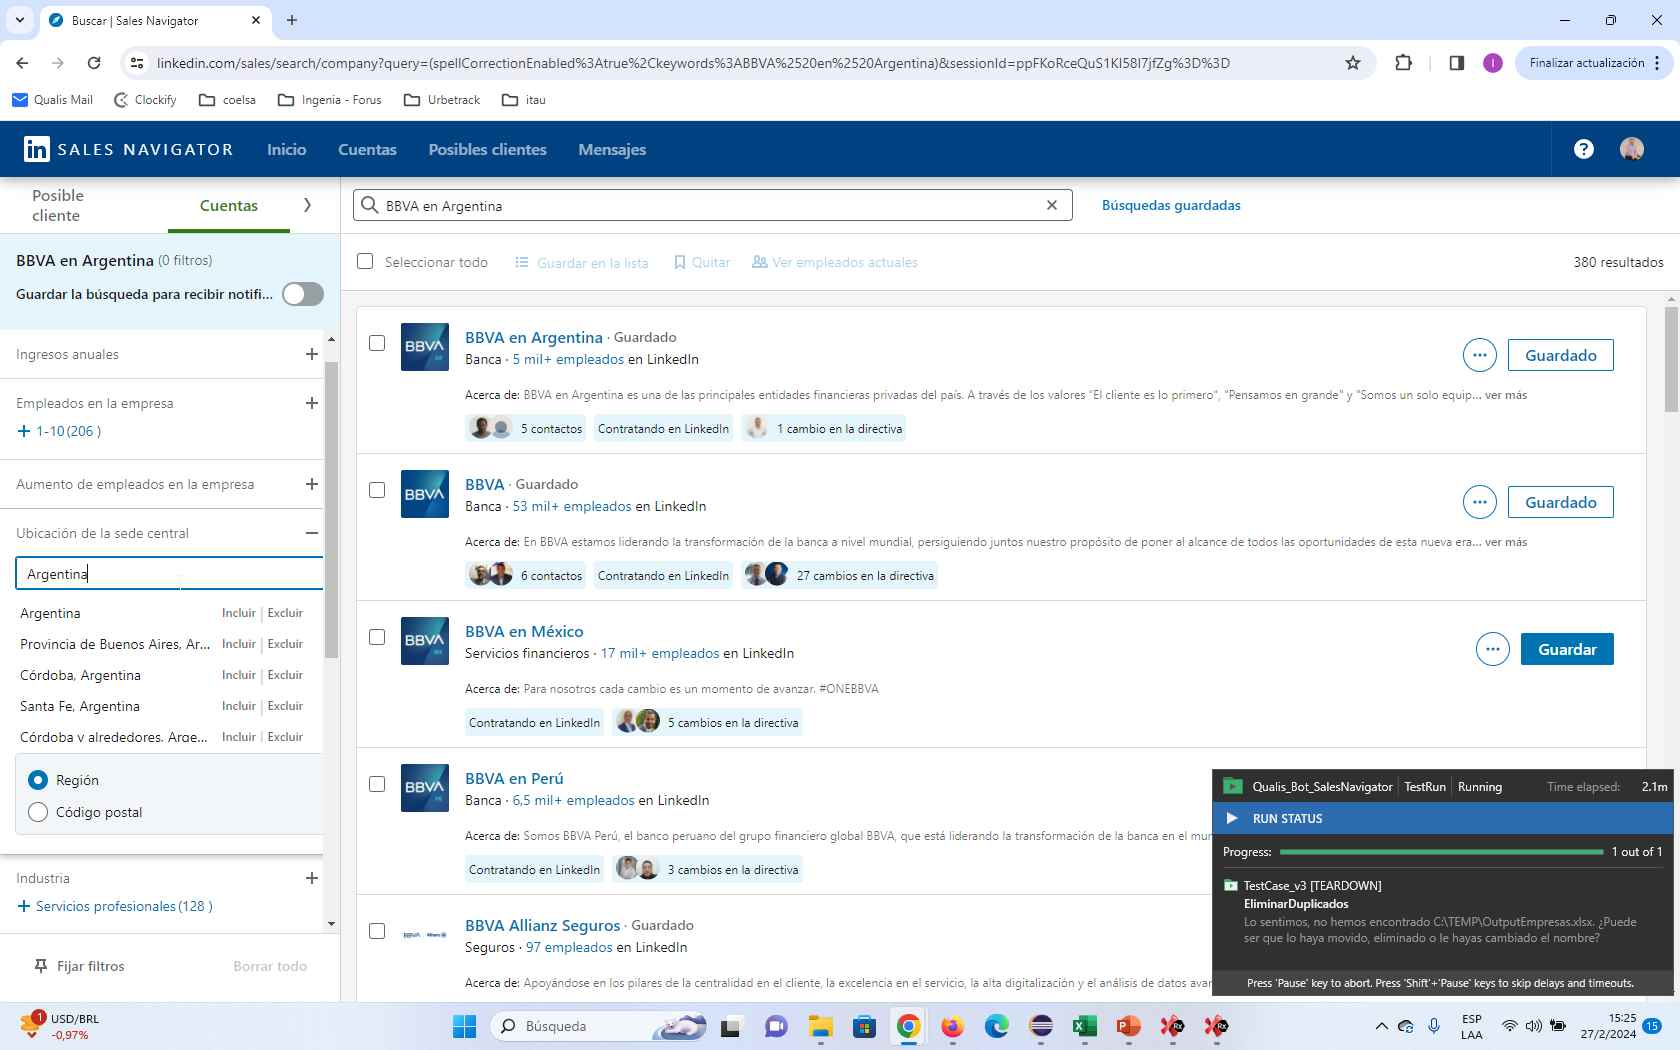 Buscar | Sales Navigator
linkedin.com/sales/search/company?query=(spellCorrectionEnabled%3Atrue%2Ckeywords%3ABBVA%2520en%2520Argentina)&sessionId=ppFKoRceQuS1KI58I7jfZg%3D%3D
Finalizar actualización
Qualis Mail
Clockify
coelsa
Ingenia - Forus
Urbetrack
itau
in SALES NAVIGATOR
Inicio
Cuentas
Posibles clientes
Mensajes
Posible cliente
Cuentas
BBVA en Argentina
Búsquedas guardadas
BBVA en Argentina (0 filtros)
Guardar la búsqueda para recibir notifi...
Seleccionar todo
Guardar en la lista
Quitar
Ver empleados actuales
380 resultados
Ingresos anuales
Empleados en la empresa
+ 1-10 (206 )
Aumento de empleados en la empresa
Ubicación de la sede central
Argentina
Argentina Incluir | Excluir
Provincia de Buenos Aires, Ar... Incluir | Excluir
Córdoba, Argentina Incluir | Excluir
Santa Fe, Argentina Incluir | Excluir
Córdoba y alrededores, Arge... Incluir | Excluir
Región
Código postal
Industria
+ Servicios profesionales (128 )
Fijar filtros
Borrar todo
BBVA
BBVA en Argentina · Guardado
Banca · 5 mil+ empleados en LinkedIn
Acerca de: BBVA en Argentina es una de las principales entidades financieras privadas del país. A través de los valores "El cliente es lo primero", "Pensamos en grande" y "Somos un solo equip... ver más
5 contactos
Contratando en LinkedIn
1 cambio en la directiva
Guardado
BBVA
BBVA · Guardado
Banca · 53 mil+ empleados en LinkedIn
Acerca de: En BBVA estamos liderando la transformación de la banca a nivel mundial, persiguiendo juntos nuestro propósito de poner al alcance de todos las oportunidades de esta nueva era... ver más
6 contactos
Contratando en LinkedIn
27 cambios en la directiva
Guardado
BBVA
BBVA en México
Servicios financieros · 17 mil+ empleados en LinkedIn
Acerca de: Para nosotros cada cambio es un momento de avanzar. #ONEBBVA
Contratando en LinkedIn
5 cambios en la directiva
Guardar
BBVA
BBVA en Perú
Banca · 6,5 mil+ empleados en LinkedIn
Acerca de: Somos BBVA Perú, el banco peruano del grupo financiero global BBVA, que está liderando la transformación de la banca en el mun
Contratando en LinkedIn
3 cambios en la directiva
BBVA Allianz
BBVA Allianz Seguros · Guardado
Seguros · 97 empleados en LinkedIn
Acerca de: Apoyándose en los pilares de la centralidad en el cliente, la excelencia en el servicio, la alta digitalización y el análisis de datos avar
Qualis_Bot_SalesNavigator | TestRun | Running
Time elapsed: 2.1m
RUN STATUS
Progress: 1 out of 1
TestCase_v3 [TEARDOWN]
EliminarDuplicados
Lo sentimos, no hemos encontrado C:\TEMP\OutputEmpresas.xlsx. ¿Puede
ser que lo haya movido, eliminado o le hayas cambiado el nombre?
Press 'Pause' key to abort. Press 'Shift'+'Pause' keys to skip delays and timeouts.
1
USD/BRL
-0,97%
Búsqueda
ESP
LAA
15:25
27/2/2024
15